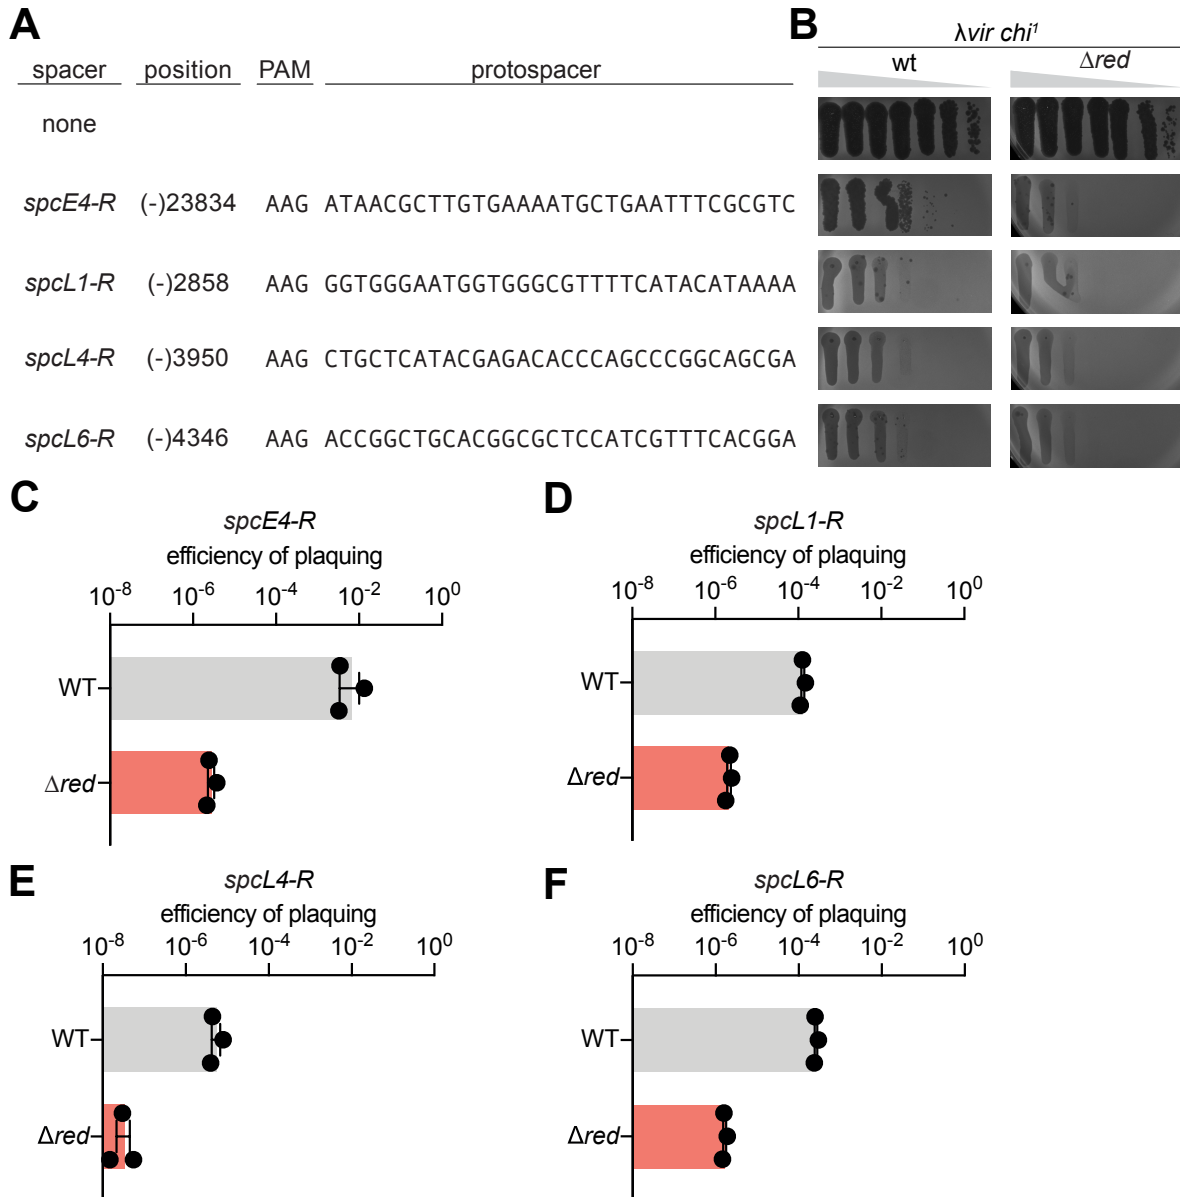 A
spacer position PAM protospacer
none
spcE4-R (-)23834 AAG ATAACGCTTGTGAAAATGCTGAATTTCGCGTC
spcL1-R (-)2858 AAG GGTGGGAATGGTGGGCGTTTTCATACATAAAA
spcL4-R (-)3950 AAG CTGCTCATACGAGACACCCAGCCCGGCAGCGA
spcL6-R (-)4346 AAG ACCGGCTGCACGGCGCTCCATCGTTTCACGGA
B
λvir chi¹
wt Δred
C
spcE4-R
efficiency of plaquing
10⁻⁸ 10⁻⁶ 10⁻⁴ 10⁻² 10⁰
WT
Δred
D
spcL1-R
efficiency of plaquing
10⁻⁸ 10⁻⁶ 10⁻⁴ 10⁻² 10⁰
WT
Δred
E
spcL4-R
efficiency of plaquing
10⁻⁸ 10⁻⁶ 10⁻⁴ 10⁻² 10⁰
WT
Δred
F
spcL6-R
efficiency of plaquing
10⁻⁸ 10⁻⁶ 10⁻⁴ 10⁻² 10⁰
WT
Δred